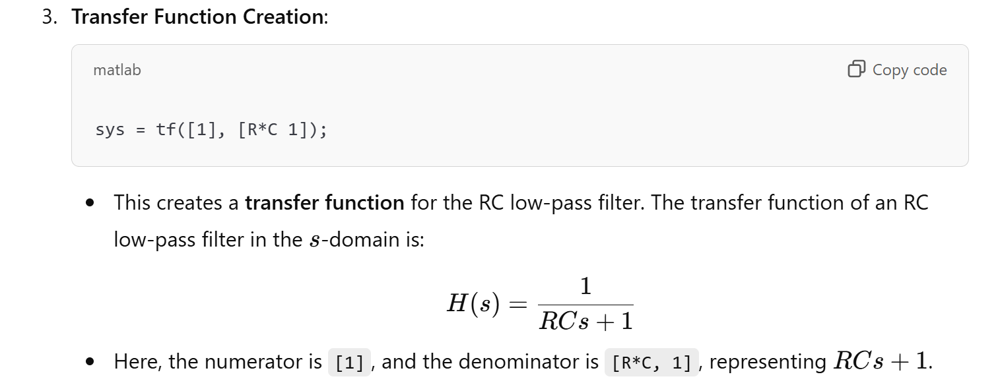 3. Transfer Function Creation:
matlab
Copy code
sys = tf([1], [R*C 1]);
• This creates a transfer function for the RC low-pass filter. The transfer function of an RC
low-pass filter in the s-domain is:
H(s) = \frac{1}{RCs + 1}
• Here, the numerator is [1], and the denominator is [R*C, 1], representing RCs + 1.